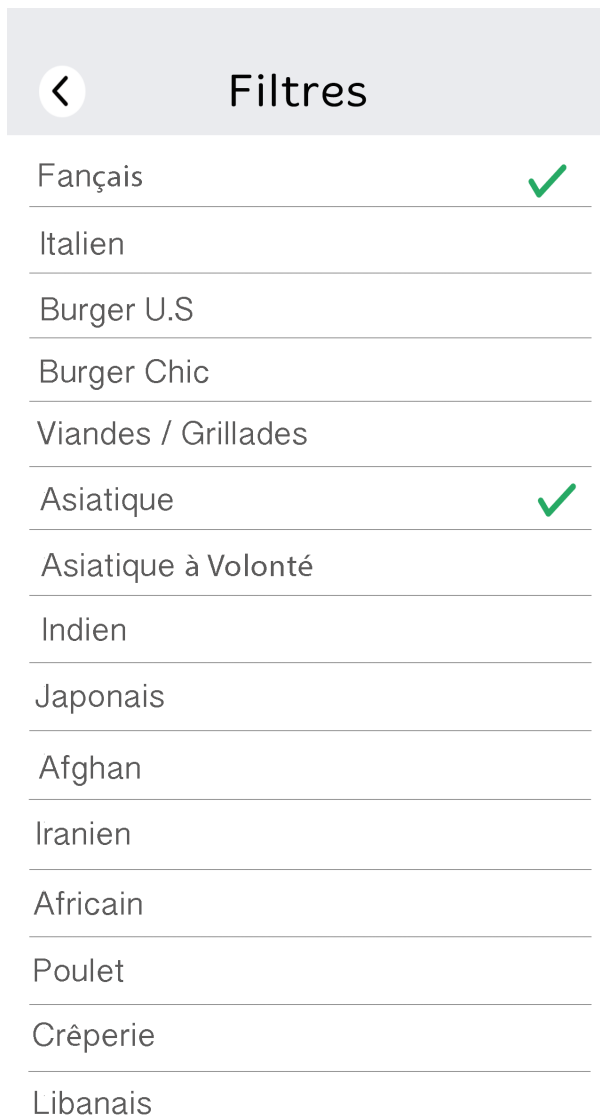 Filtres
Fançais
Italien
Burger U.S
Burger Chic
Viandes / Grillades
Asiatique
Asiatique à Volonté
Indien
Japonais
Afghan
Iranien
Africain
Poulet
Crêperie
Libanais